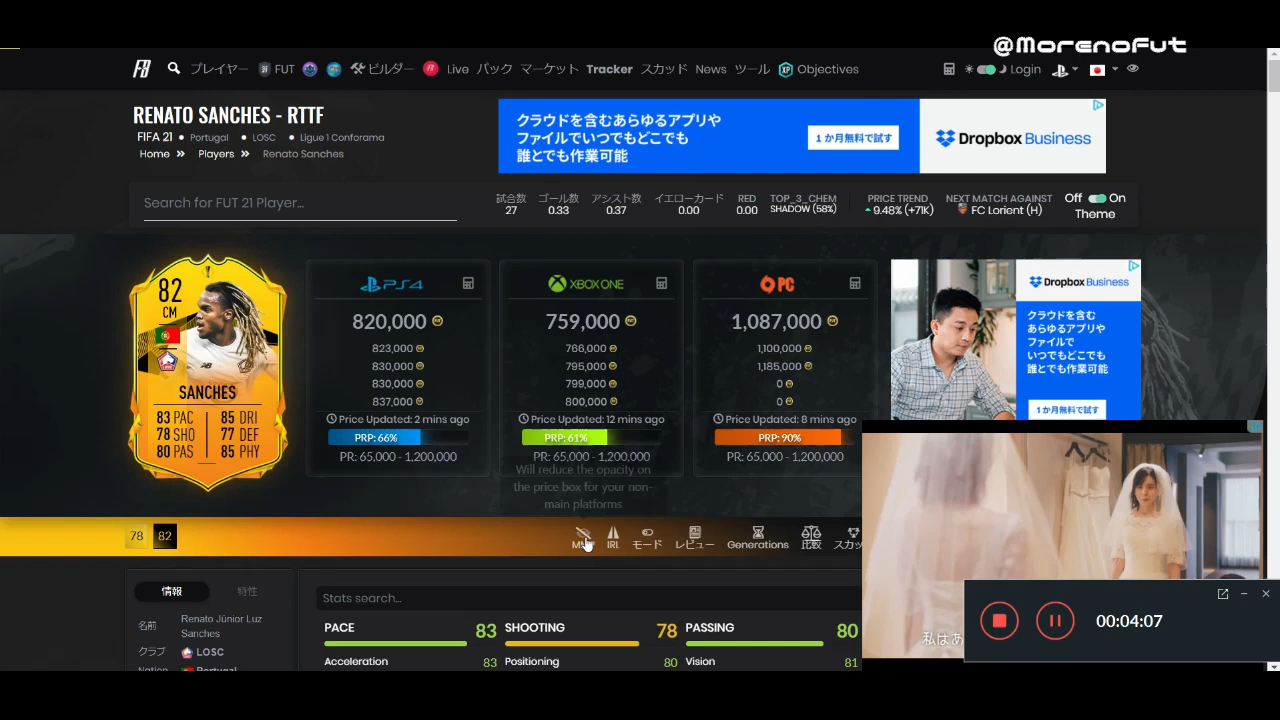 @MorenoFut
プレイヤー FUT ビルダー Live パック マーケット Tracker スカッド News ツール Objectives Login
RENATO SANCHES - RTTF
FIFA 21 • Portugal • LOSC • Ligue 1 Conforama
Home » Players » Renato Sanches
クラウドを含むあらゆるアプリや
ファイルでいつでもどこでも
誰とでも作業可能
1 か月無料で試す
Dropbox Business
Search for FUT 21 Player...
試合数 ゴール数 アシスト数 イエローカード RED TOP_3_CHEM PRICE TREND NEXT MATCH AGAINST Off On
27 0.33 0.37 0.00 0.00 SHADOW (58%) 9.48% (+71K) FC Lorient (H) Theme
82
CM
SANCHES
83 PAC 85 DRI
78 SHO 77 DEF
80 PAS 85 PHY
PS4
820,000
823,000
830,000
830,000
837,000
Price Updated: 2 mins ago
PRP: 66%
PR: 65,000 - 1,200,000
XBOX ONE
759,000
766,000
795,000
799,000
800,000
Price Updated: 12 mins ago
PRP: 61%
PR: 65,000 - 1,200,000
Will reduce the opacity on
the price box for your non-
main platforms
PC
1,087,000
1,100,000
1,185,000
0
0
Price Updated: 8 mins ago
PRP: 90%
PR: 65,000 - 1,200,000
Dropbox Business
クラウドを含む
あらゆるアプリや
ファイルで
いつでもどこでも
誰とでも作業可能
1 か月無料で試す
78 82
IRL モード レビュー Generations 比較 スカッ
情報 特性
名前 Renato Júnior Luz
Sanches
クラブ LOSC
Nation Portugal
Stats search...
PACE 83 SHOOTING 78 PASSING 80
Acceleration 83 Positioning 80 Vision 81
私はあ
00:04:07